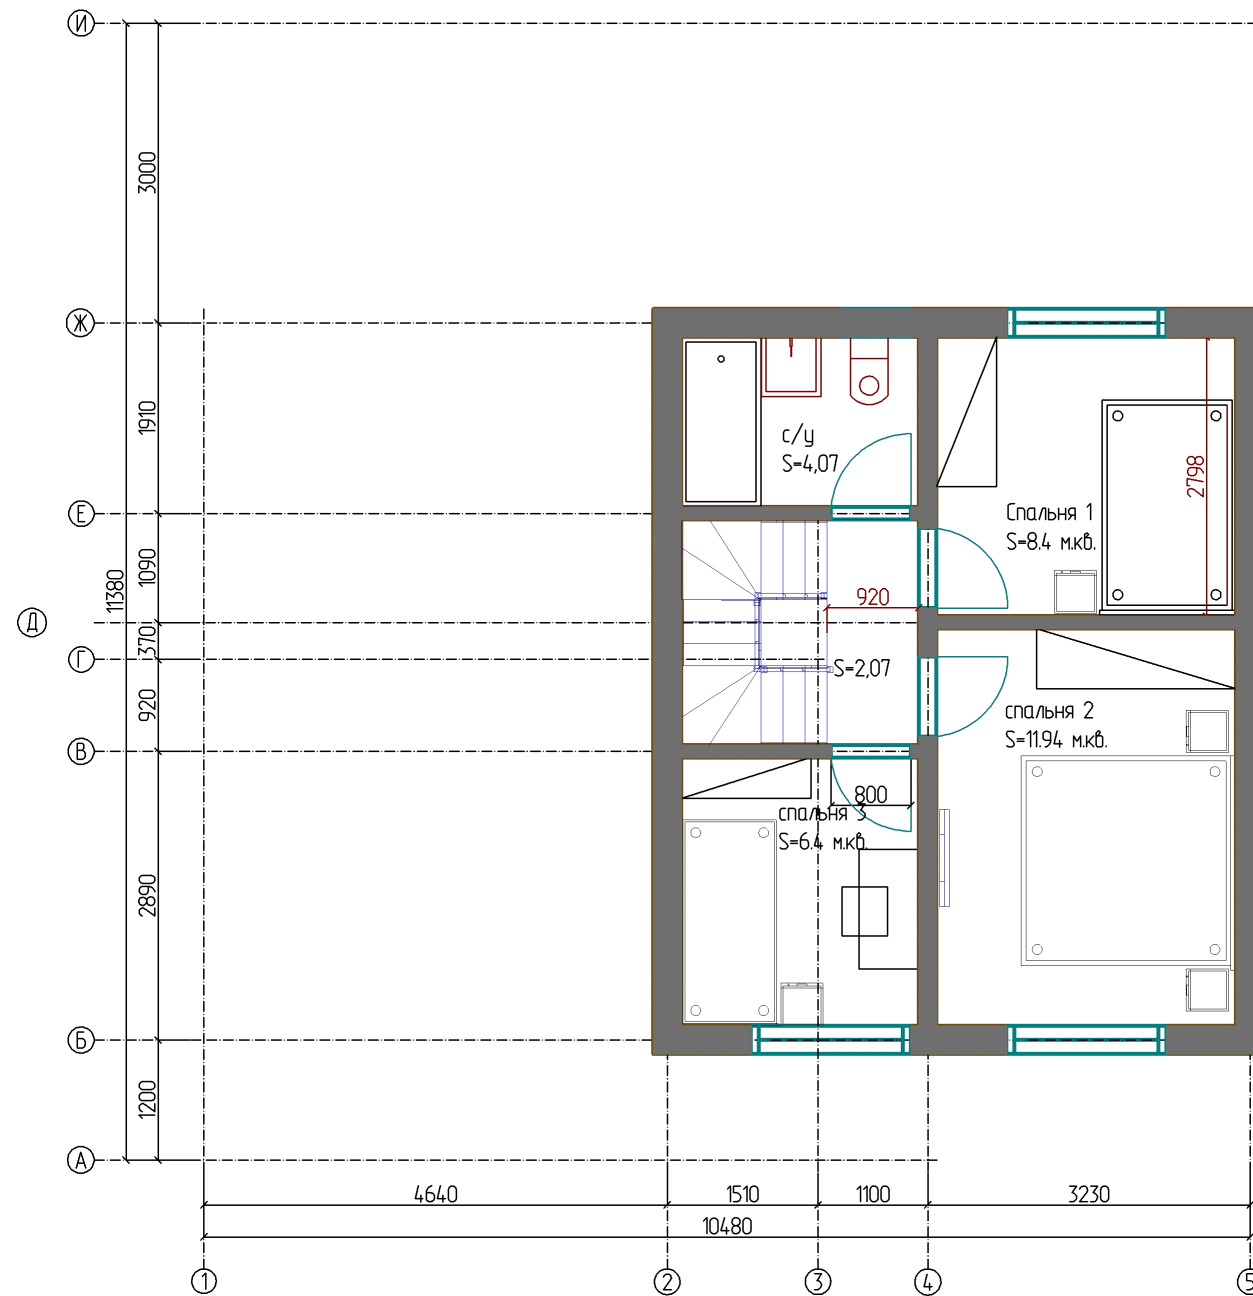 И
3000
Ж
1910
с/у
S=4,07
2798
Е
Спальня 1
S=8.4 м.кв.
1090
11380
920
Д
370
Г
S=2,07
920
спальня 2
S=11.94 м.кв.
В
800
спальня 3
S=6.4 м.кв.
2890
Б
1200
А
4640
1510
1100
3230
10480
1
2
3
4
5